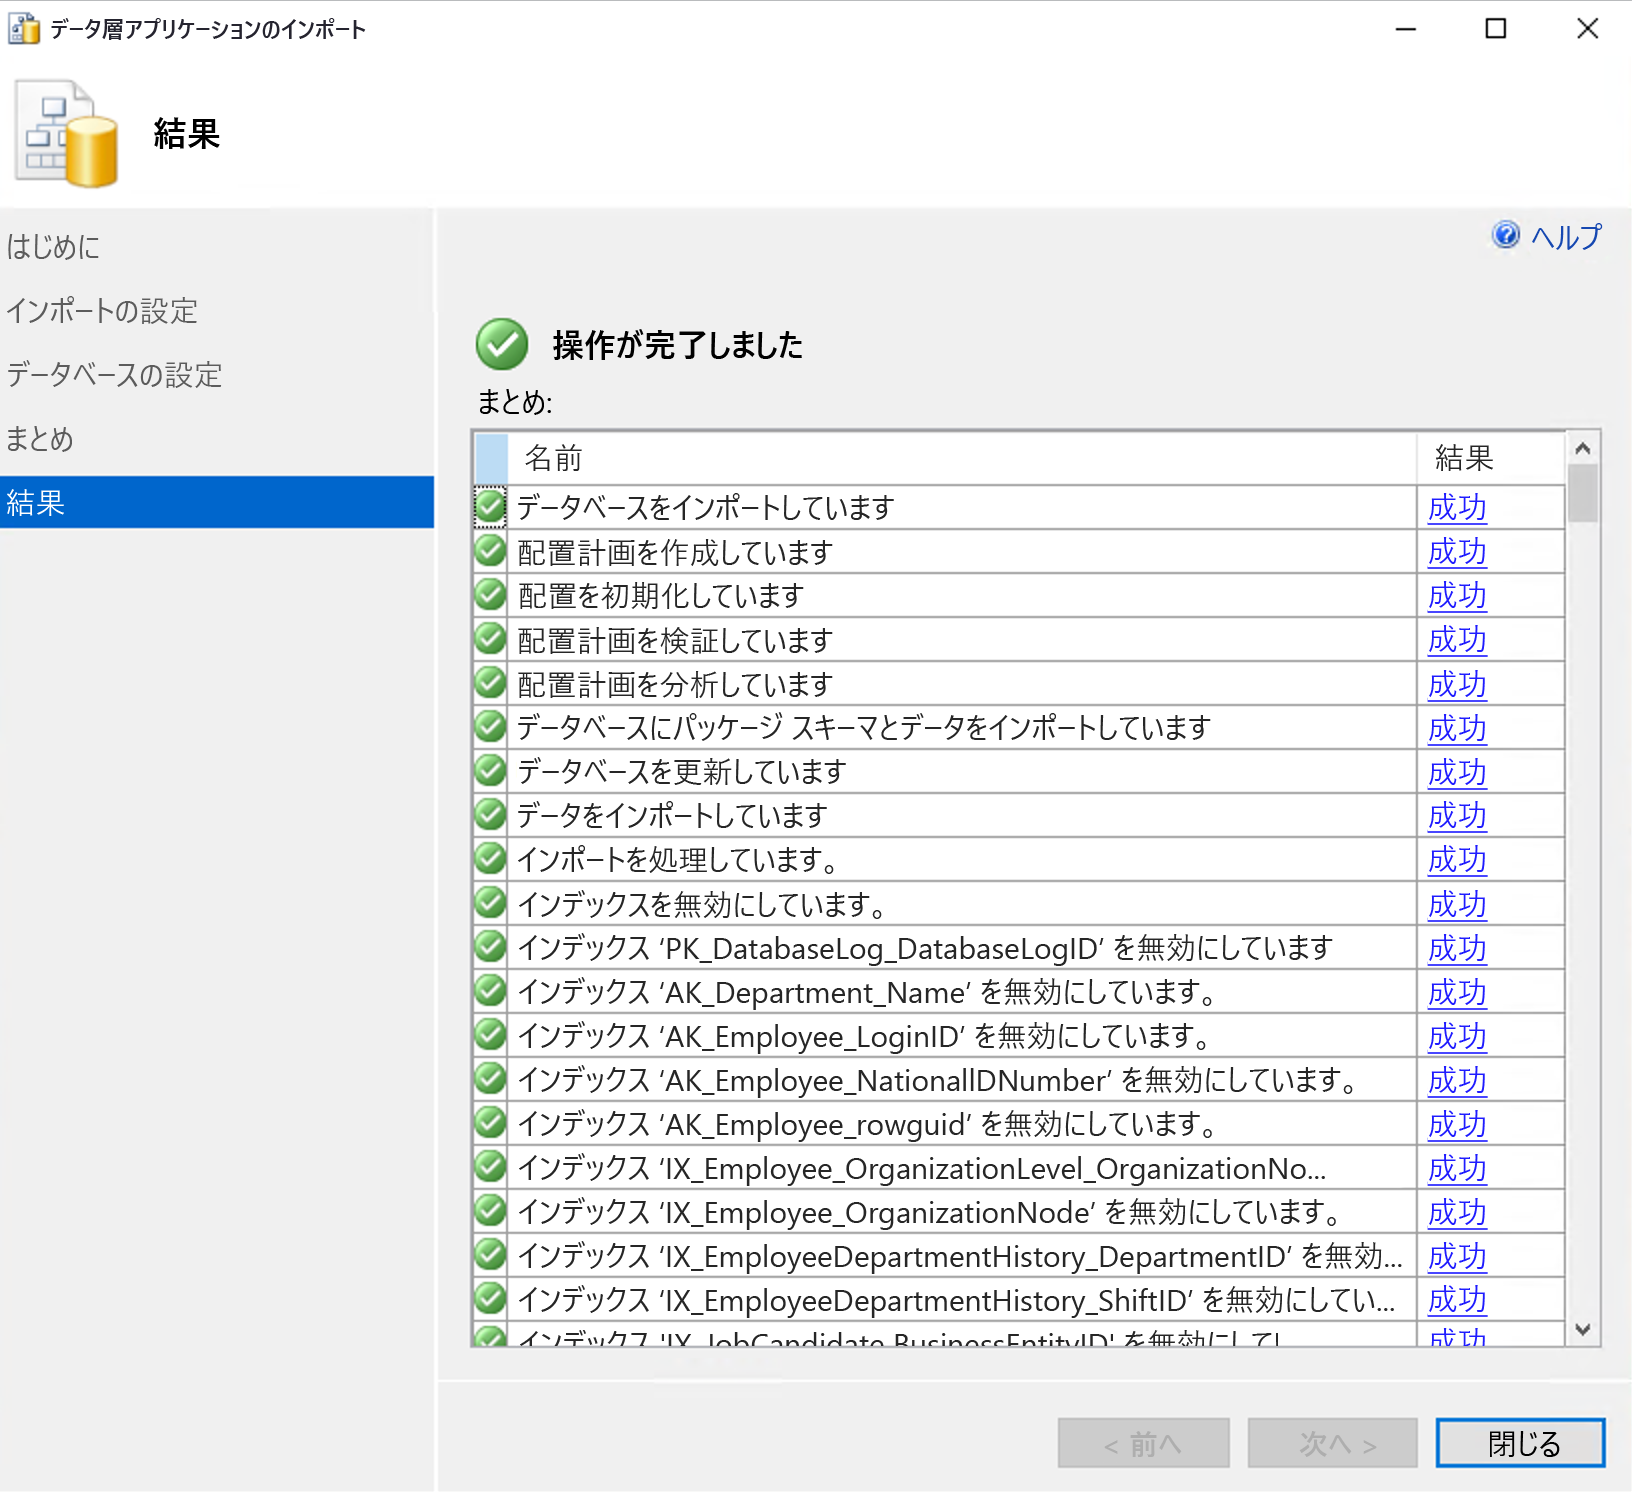 データ層アプリケーションのインポート
結果
はじめに
インポートの設定
データベースの設定
まとめ
結果
ヘルプ
操作が完了しました
まとめ:
名前 結果
データベースをインポートしています 成功
配置計画を作成しています 成功
配置を初期化しています 成功
配置計画を検証しています 成功
配置計画を分析しています 成功
データベースにパッケージ スキーマとデータをインポートしています 成功
データベースを更新しています 成功
データをインポートしています 成功
インポートを処理しています。 成功
インデックスを無効にしています。 成功
インデックス ‘PK_DatabaseLog_DatabaseLogID’ を無効にしています 成功
インデックス ‘AK_Department_Name’ を無効にしています。 成功
インデックス ‘AK_Employee_LoginID’ を無効にしています。 成功
インデックス ‘AK_Employee_NationallDNumber’ を無効にしています。 成功
インデックス ‘AK_Employee_rowguid’ を無効にしています。 成功
インデックス ‘IX_Employee_OrganizationLevel_OrganizationNo... 成功
インデックス ‘IX_Employee_OrganizationNode’ を無効にしています。 成功
インデックス ‘IX_EmployeeDepartmentHistory_DepartmentID’ を無効... 成功
インデックス ‘IX_EmployeeDepartmentHistory_ShiftID’ を無効にしてい... 成功
インデックス 'IX_JobCandidate_BusinessEntityID' を無効にして 成功
< 前へ 次へ > 閉じる